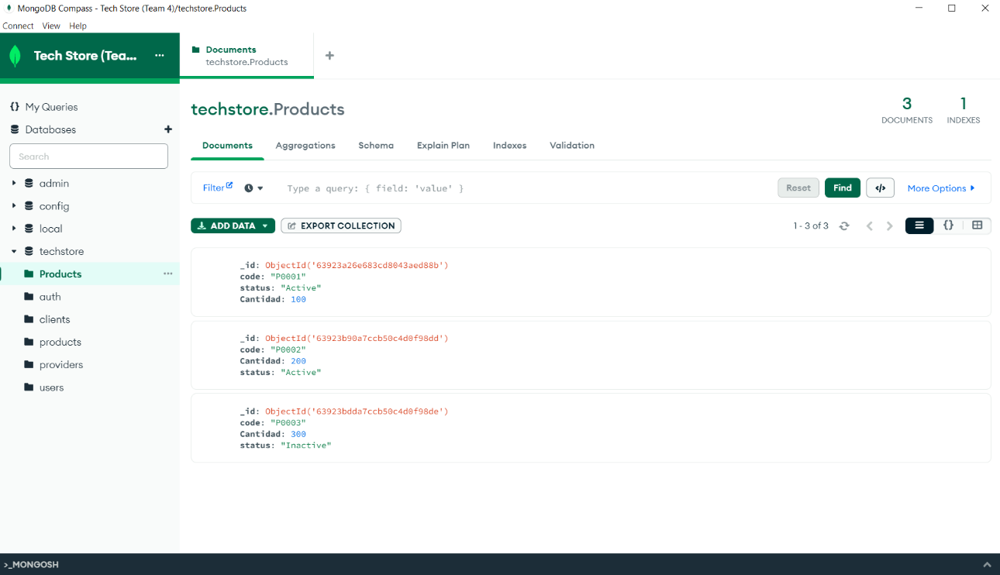 MongoDB Compass - Tech Store (Team 4)/techstore.Products
Connect View Help
Tech Store (Tea... ...
Documents
techstore.Products
+
{} My Queries
Databases +
Search
admin
config
local
techstore
Products ...
auth
clients
products
providers
users
techstore.Products
3
DOCUMENTS
1
INDEXES
Documents Aggregations Schema Explain Plan Indexes Validation
Filter Type a query: { field: 'value' } Reset Find </> More Options
ADD DATA EXPORT COLLECTION 1 - 3 of 3 {}
_id: ObjectId('63923a26e683cd8043aed88b')
code: "P0001"
status: "Active"
Cantidad: 100
_id: ObjectId('63923b90a7ccb50c4d0f98dd')
code: "P0002"
Cantidad: 200
status: "Active"
_id: ObjectId('63923bdda7ccb50c4d0f98de')
code: "P0003"
Cantidad: 300
status: "Inactive"
>_MONGOSH